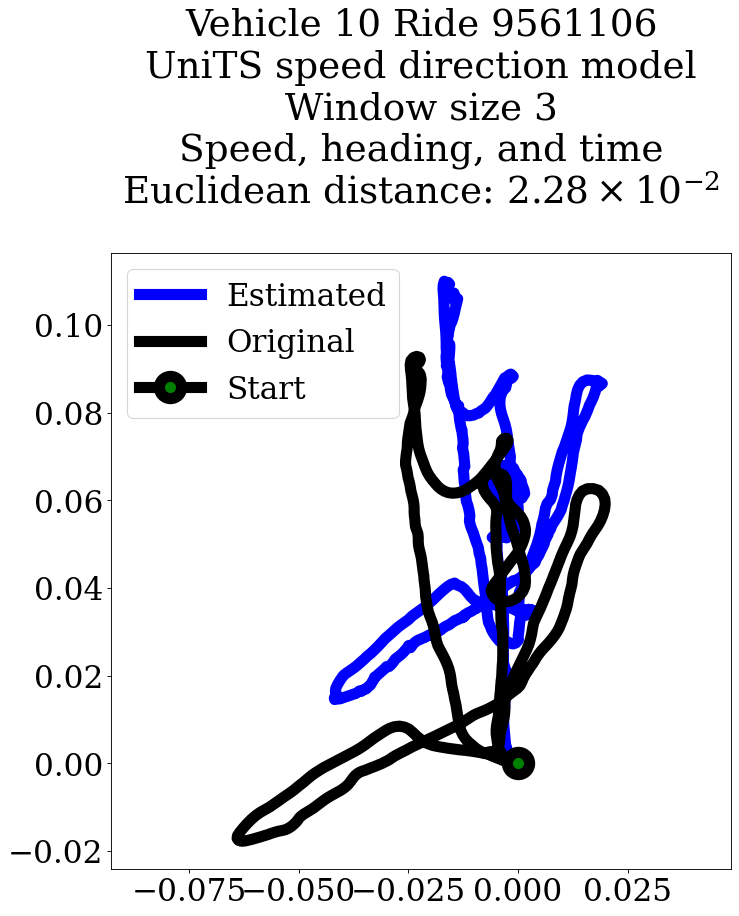 Vehicle 10 Ride 9561106
UniTS speed direction model
Window size 3
Speed, heading, and time
Euclidean distance: 2.28 × 10⁻²
Estimated
Original
Start
0.10
0.08
0.06
0.04
0.02
0.00
−0.02
−0.075 −0.050 −0.025 0.000 0.025